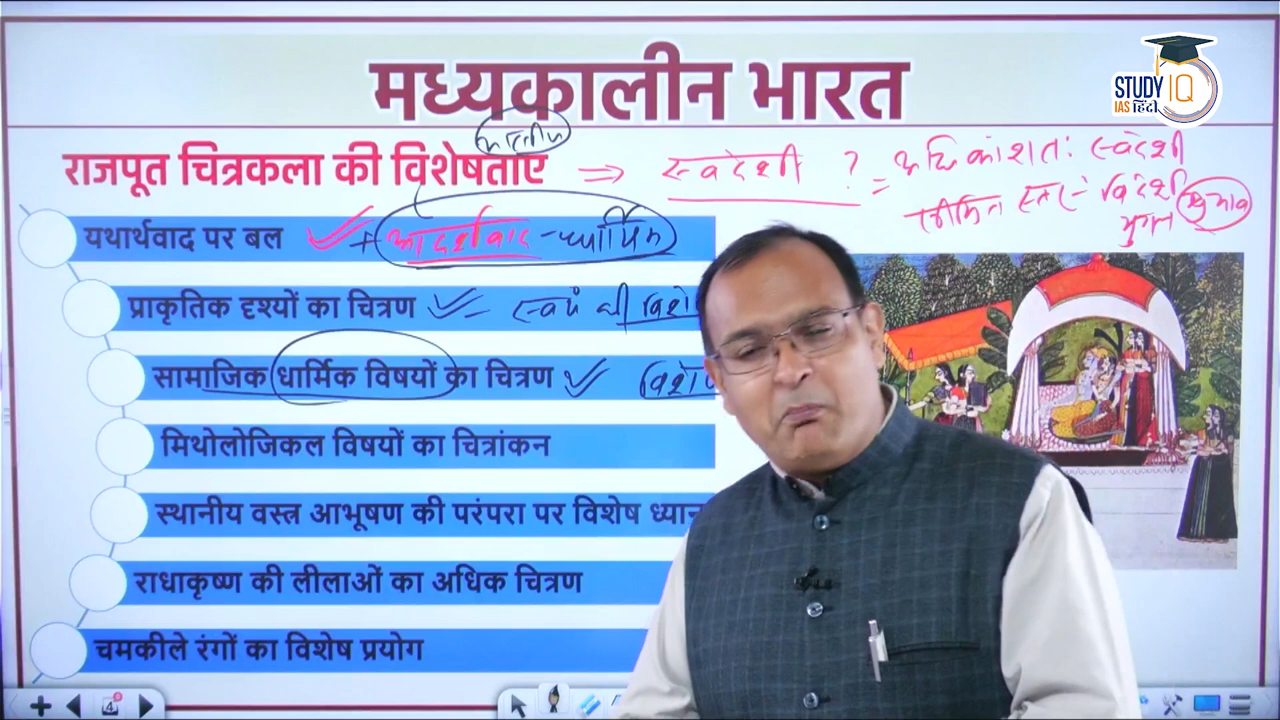 मध्यकालीन भारत
STUDY IQ
IAS हिंदी
राजपूत चित्रकला की विशेषताएं ⇒ स्वदेशी ? = अधिकांशतः स्वदेशी
सीमित स्तर - विदेशी
मुगल प्रभाव
यथार्थवाद पर बल ✓ + आदर्शवाद - धार्मिक
प्राकृतिक दृश्यों का चित्रण ✓ - स्वयं की
सामाजिक धार्मिक विषयों का चित्रण ✓
मिथोलोजिकल विषयों का चित्रांकन
स्थानीय वस्त्र आभूषण की परंपरा पर विशेष ध्यान
राधाकृष्ण की लीलाओं का अधिक चित्रण
चमकीले रंगों का विशेष प्रयोग
4